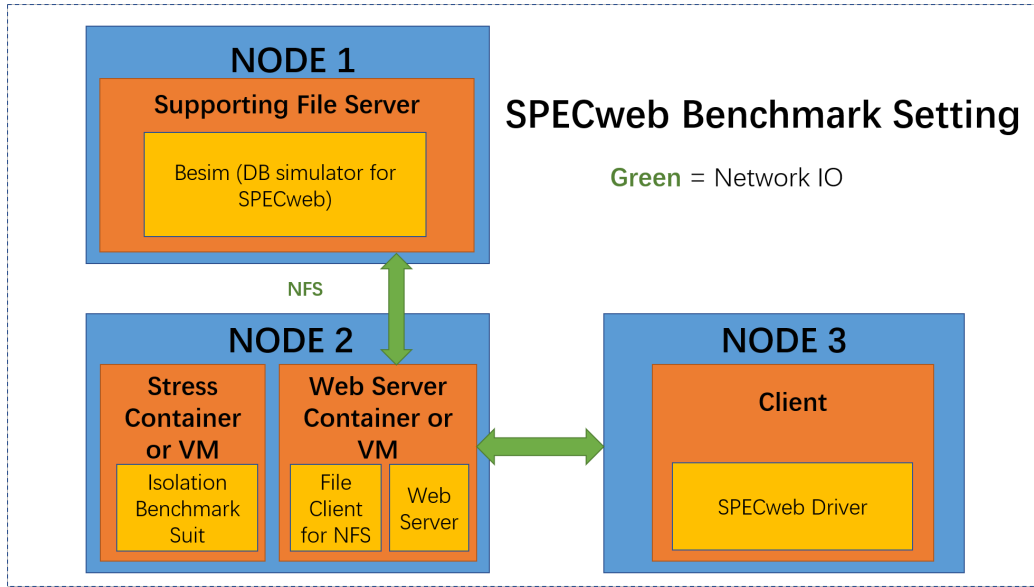 NODE 1
Supporting File Server
Besim (DB simulator for
SPECweb)
SPECweb Benchmark Setting
Green = Network IO
NFS
NODE 2
Stress
Container
or VM
Isolation
Benchmark
Suit
Web Server
Container or
VM
File
Client
for NFS
Web
Server
NODE 3
Client
SPECweb Driver